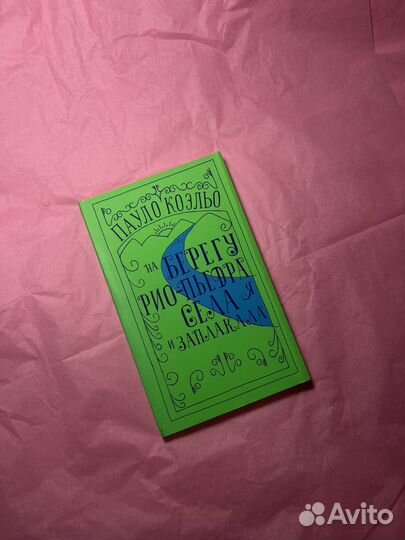 ПАУЛО КОЭЛЬО
НА БЕРЕГУ
РИО-ПЬЕДРА
СЕЛА Я
И ЗАПЛАКАЛА
Avito